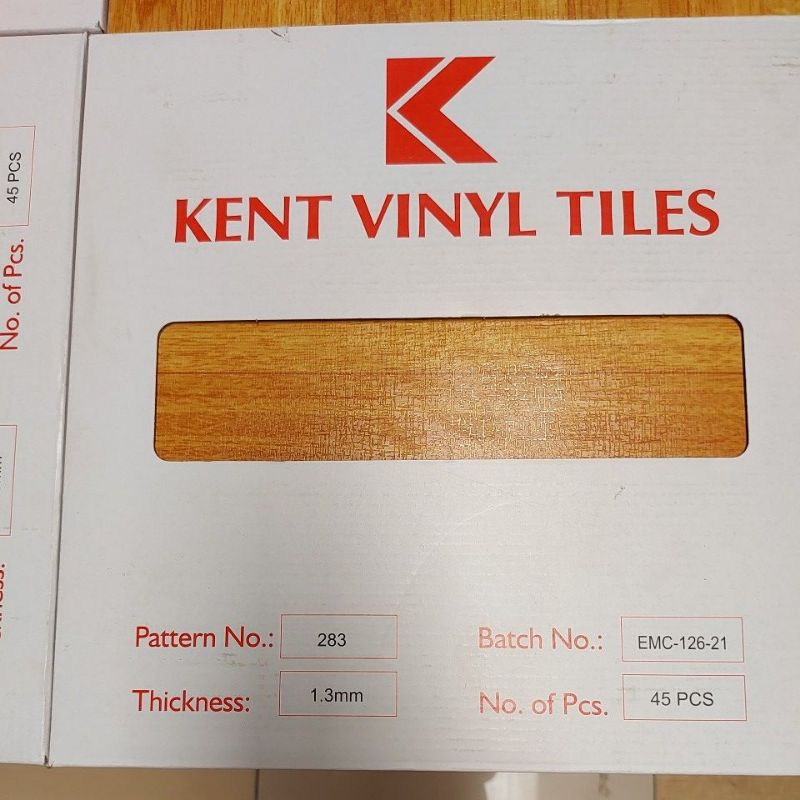 KENT VINYL TILES
Pattern No.: 283
Batch No.: EMC-126-21
Thickness: 1.3mm
No. of Pcs. 45 PCS
No. of Pcs. 45 PCS